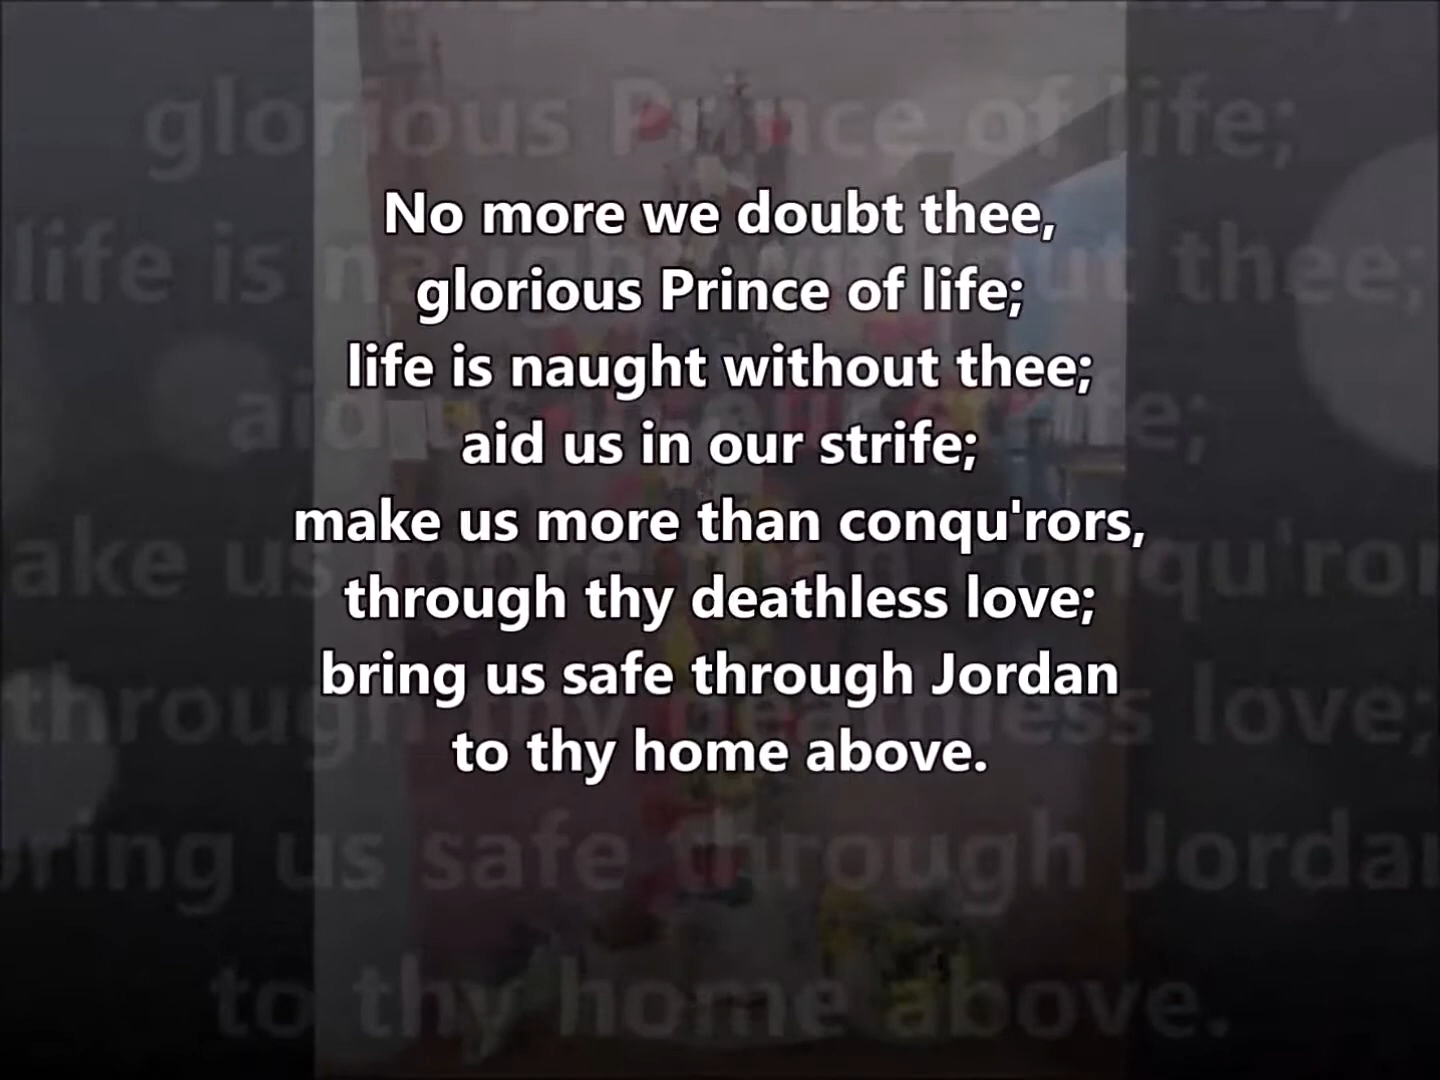 No more we doubt thee,
glorious Prince of life;
life is naught without thee;
aid us in our strife;
make us more than conqu'rors,
through thy deathless love;
bring us safe through Jordan
to thy home above.